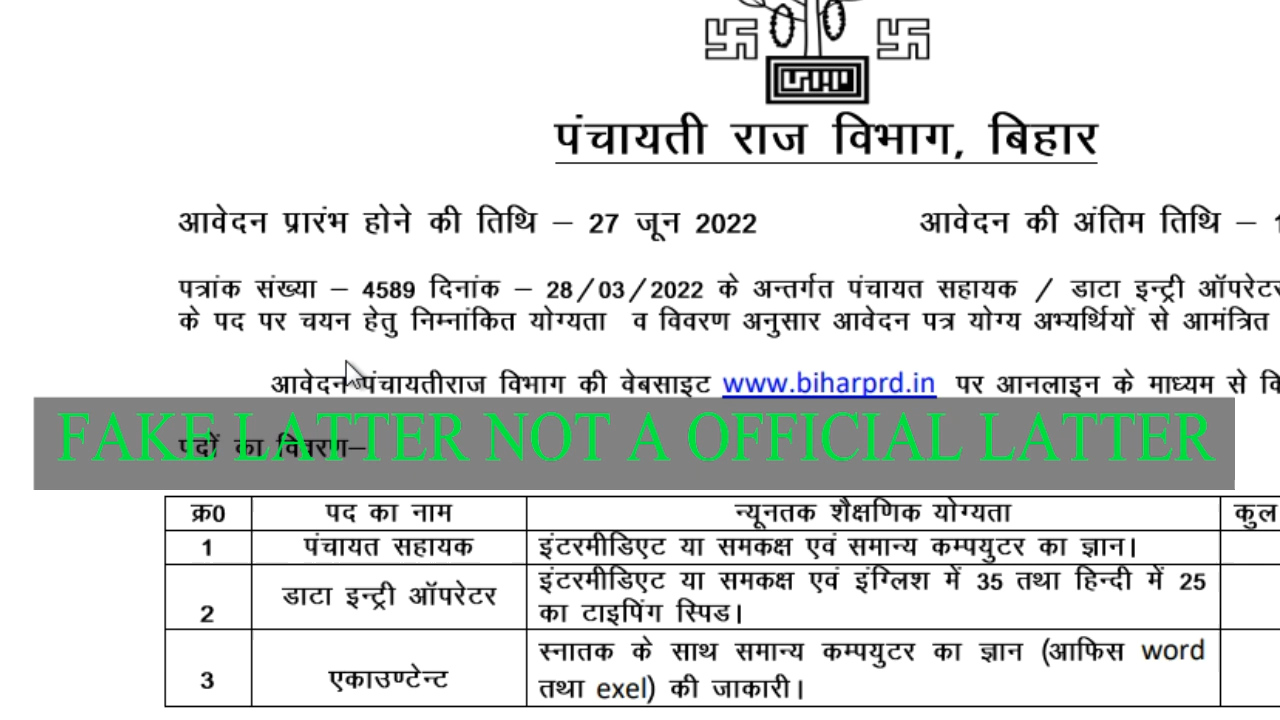 पंचायती राज विभाग, बिहार
आवेदन प्रारंभ होने की तिथि – 27 जून 2022 आवेदन की अंतिम तिथि –
पत्रांक संख्या – 4589 दिनांक – 28/03/2022 के अन्तर्गत पंचायत सहायक / डाटा इन्ट्री ऑपरेटर
के पद पर चयन हेतु निम्नांकित योग्यता व विवरण अनुसार आवेदन पत्र योग्य अभ्यर्थियों से आमंत्रित
आवेदन पंचायतीराज विभाग की वेबसाइट www.biharprd.in पर आनलाइन के माध्यम से
FAKE LATTER NOT A OFFICIAL LATTER
पदों का विवरण–
क्र0 पद का नाम न्यूनतक शैक्षणिक योग्यता कुल
1 पंचायत सहायक इंटरमीडिएट या समकक्ष एवं समान्य कम्पयुटर का ज्ञान।
2 डाटा इन्ट्री ऑपरेटर इंटरमीडिएट या समकक्ष एवं इंग्लिश में 35 तथा हिन्दी में 25
का टाइपिंग स्पिड।
3 एकाउण्टेन्ट स्नातक के साथ समान्य कम्पयुटर का ज्ञान (आफिस word
तथा exel) की जाकारी।